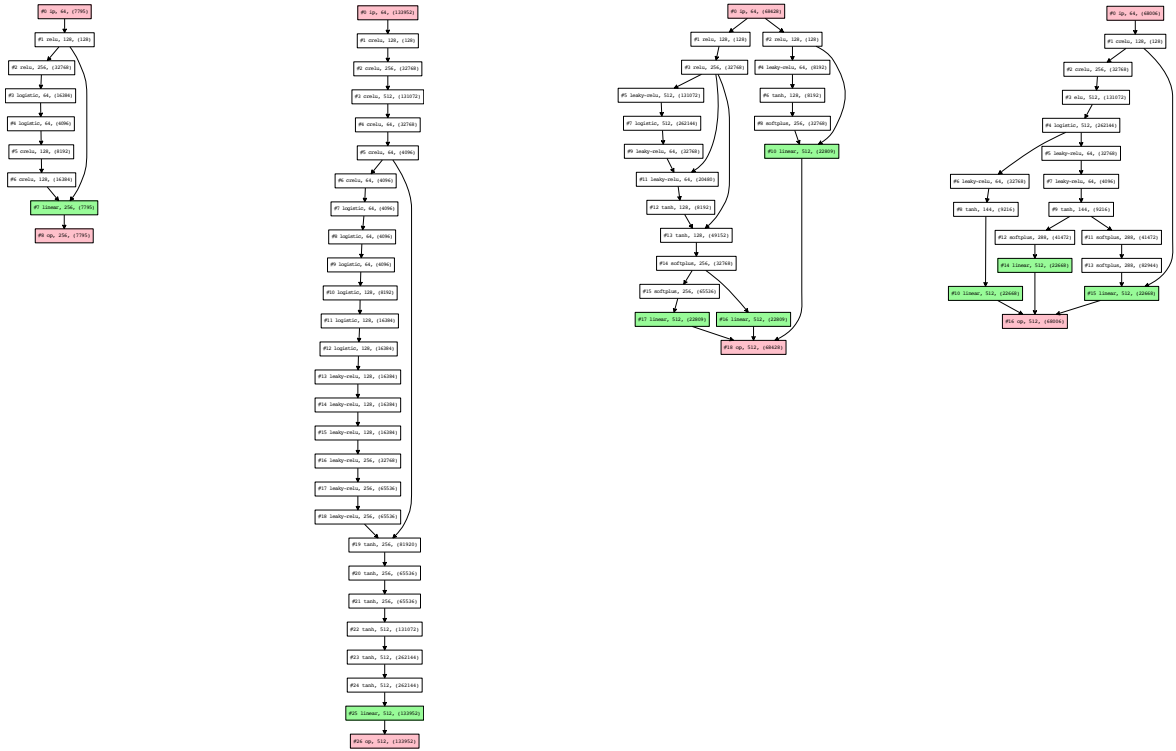 #0 ip, 64, (7795)
#1 relu, 128, (128)
#2 relu, 256, (32768)
#3 logistic, 64, (16384)
#4 logistic, 64, (4096)
#5 crelu, 128, (8192)
#6 crelu, 128, (16384)
#7 linear, 256, (7795)
#8 op, 256, (7795)
#0 ip, 64, (133952)
#1 crelu, 128, (128)
#2 crelu, 256, (32768)
#3 crelu, 512, (131072)
#4 crelu, 64, (32768)
#5 crelu, 64, (4096)
#6 crelu, 64, (4096)
#7 logistic, 64, (4096)
#8 logistic, 64, (4096)
#9 logistic, 64, (4096)
#10 logistic, 128, (8192)
#11 logistic, 128, (16384)
#12 logistic, 128, (16384)
#13 leaky-relu, 128, (16384)
#14 leaky-relu, 128, (16384)
#15 leaky-relu, 128, (16384)
#16 leaky-relu, 256, (32768)
#17 leaky-relu, 256, (65536)
#18 leaky-relu, 256, (65536)
#19 tanh, 256, (81920)
#20 tanh, 256, (65536)
#21 tanh, 256, (65536)
#22 tanh, 512, (131072)
#23 tanh, 512, (262144)
#24 tanh, 512, (262144)
#25 linear, 512, (133952)
#26 op, 512, (133952)
#0 ip, 64, (68428)
#1 relu, 128, (128)
#2 relu, 128, (128)
#3 relu, 256, (32768)
#4 leaky-relu, 64, (8192)
#5 leaky-relu, 512, (131072)
#6 tanh, 128, (8192)
#7 logistic, 512, (262144)
#8 softplus, 256, (32768)
#9 leaky-relu, 64, (32768)
#10 linear, 512, (22809)
#11 leaky-relu, 64, (20480)
#12 tanh, 128, (8192)
#13 tanh, 128, (49152)
#14 softplus, 256, (32768)
#15 softplus, 256, (65536)
#17 linear, 512, (22809)
#16 linear, 512, (22809)
#18 op, 512, (68428)
#0 ip, 64, (68006)
#1 crelu, 128, (128)
#2 crelu, 256, (32768)
#3 elu, 512, (131072)
#4 logistic, 512, (262144)
#5 leaky-relu, 64, (32768)
#6 leaky-relu, 64, (32768)
#7 leaky-relu, 64, (4096)
#8 tanh, 144, (9216)
#9 tanh, 144, (9216)
#12 softplus, 288, (41472)
#11 softplus, 288, (41472)
#14 linear, 512, (22668)
#13 softplus, 288, (82944)
#10 linear, 512, (22668)
#15 linear, 512, (22668)
#16 op, 512, (68006)